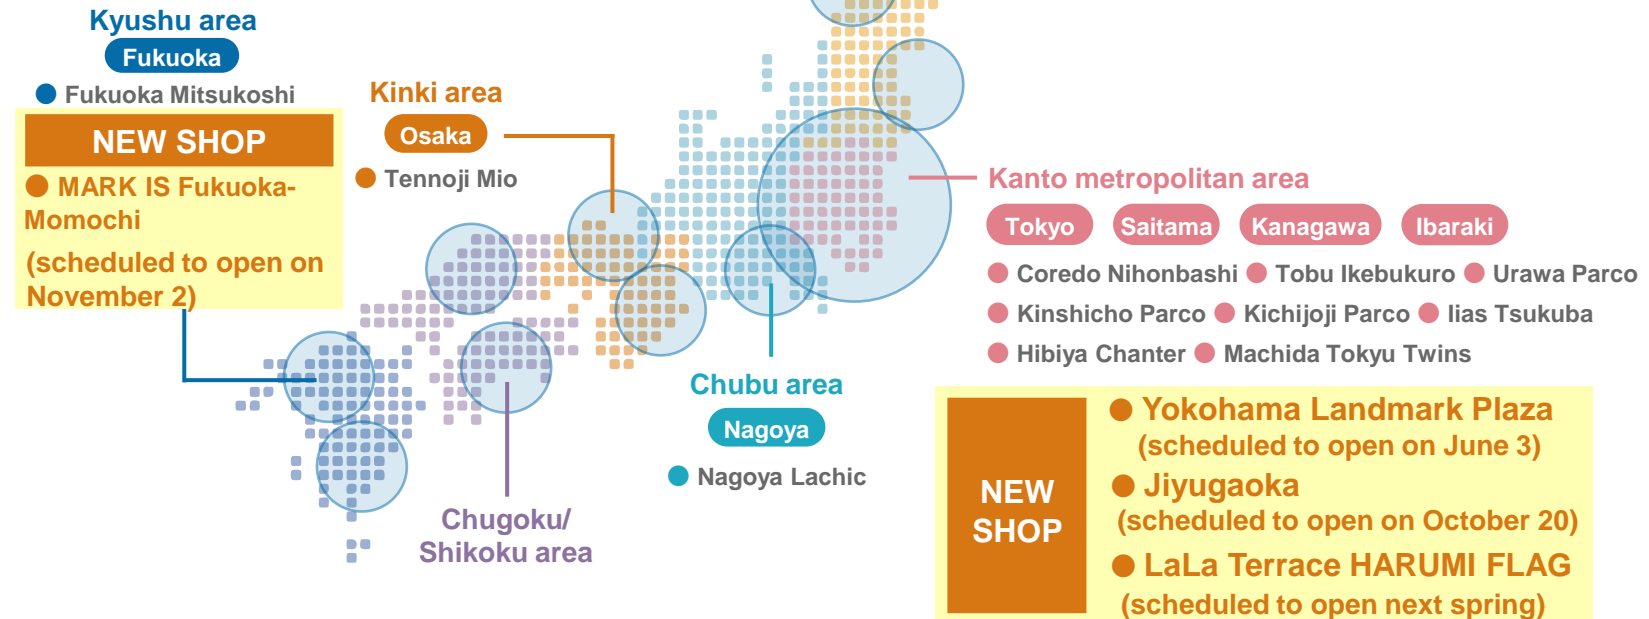 Kyushu area
Fukuoka
● Fukuoka Mitsukoshi
NEW SHOP
● MARK IS Fukuoka-
Momochi
(scheduled to open on
November 2)
Kinki area
Osaka
● Tennoji Mio
Chugoku/
Shikoku area
Chubu area
Nagoya
● Nagoya Lachic
Kanto metropolitan area
Tokyo Saitama Kanagawa Ibaraki
● Coredo Nihonbashi ● Tobu Ikebukuro ● Urawa Parco
● Kinshicho Parco ● Kichijoji Parco ● Iias Tsukuba
● Hibiya Chanter ● Machida Tokyu Twins
NEW
SHOP
● Yokohama Landmark Plaza
(scheduled to open on June 3)
● Jiyugaoka
(scheduled to open on October 20)
● LaLa Terrace HARUMI FLAG
(scheduled to open next spring)